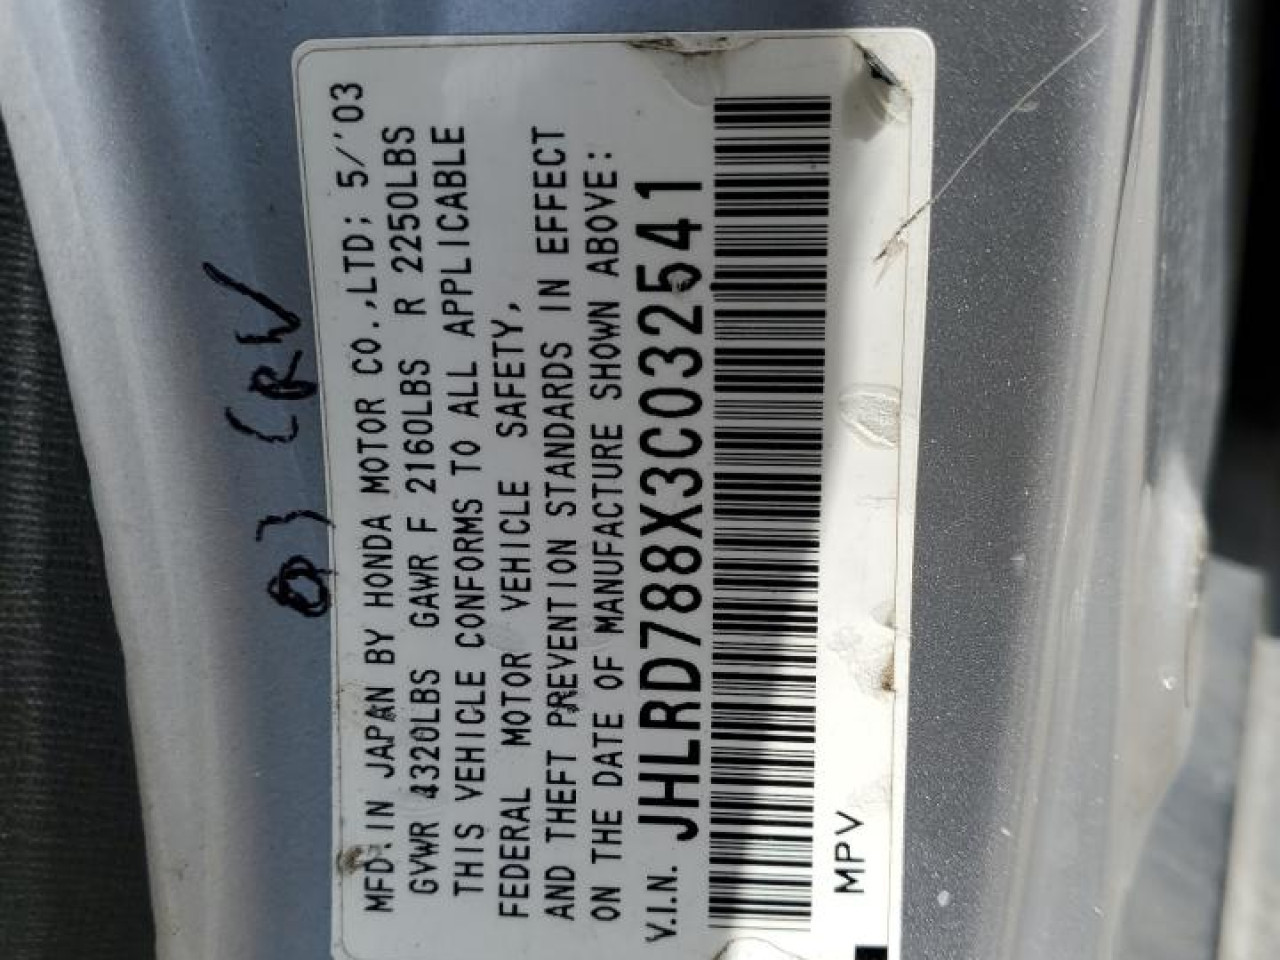 03 CRV
MFD. IN JAPAN BY HONDA MOTOR CO.,LTD; 5/'03
GVWR 4320LBS GAWR F 2160LBS R 2250LBS
THIS VEHICLE CONFORMS TO ALL APPLICABLE
FEDERAL MOTOR VEHICLE SAFETY,
AND THEFT PREVENTION STANDARDS IN EFFECT
ON THE DATE OF MANUFACTURE SHOWN ABOVE:
V.I.N. JHLRD788X3C032541
MPV